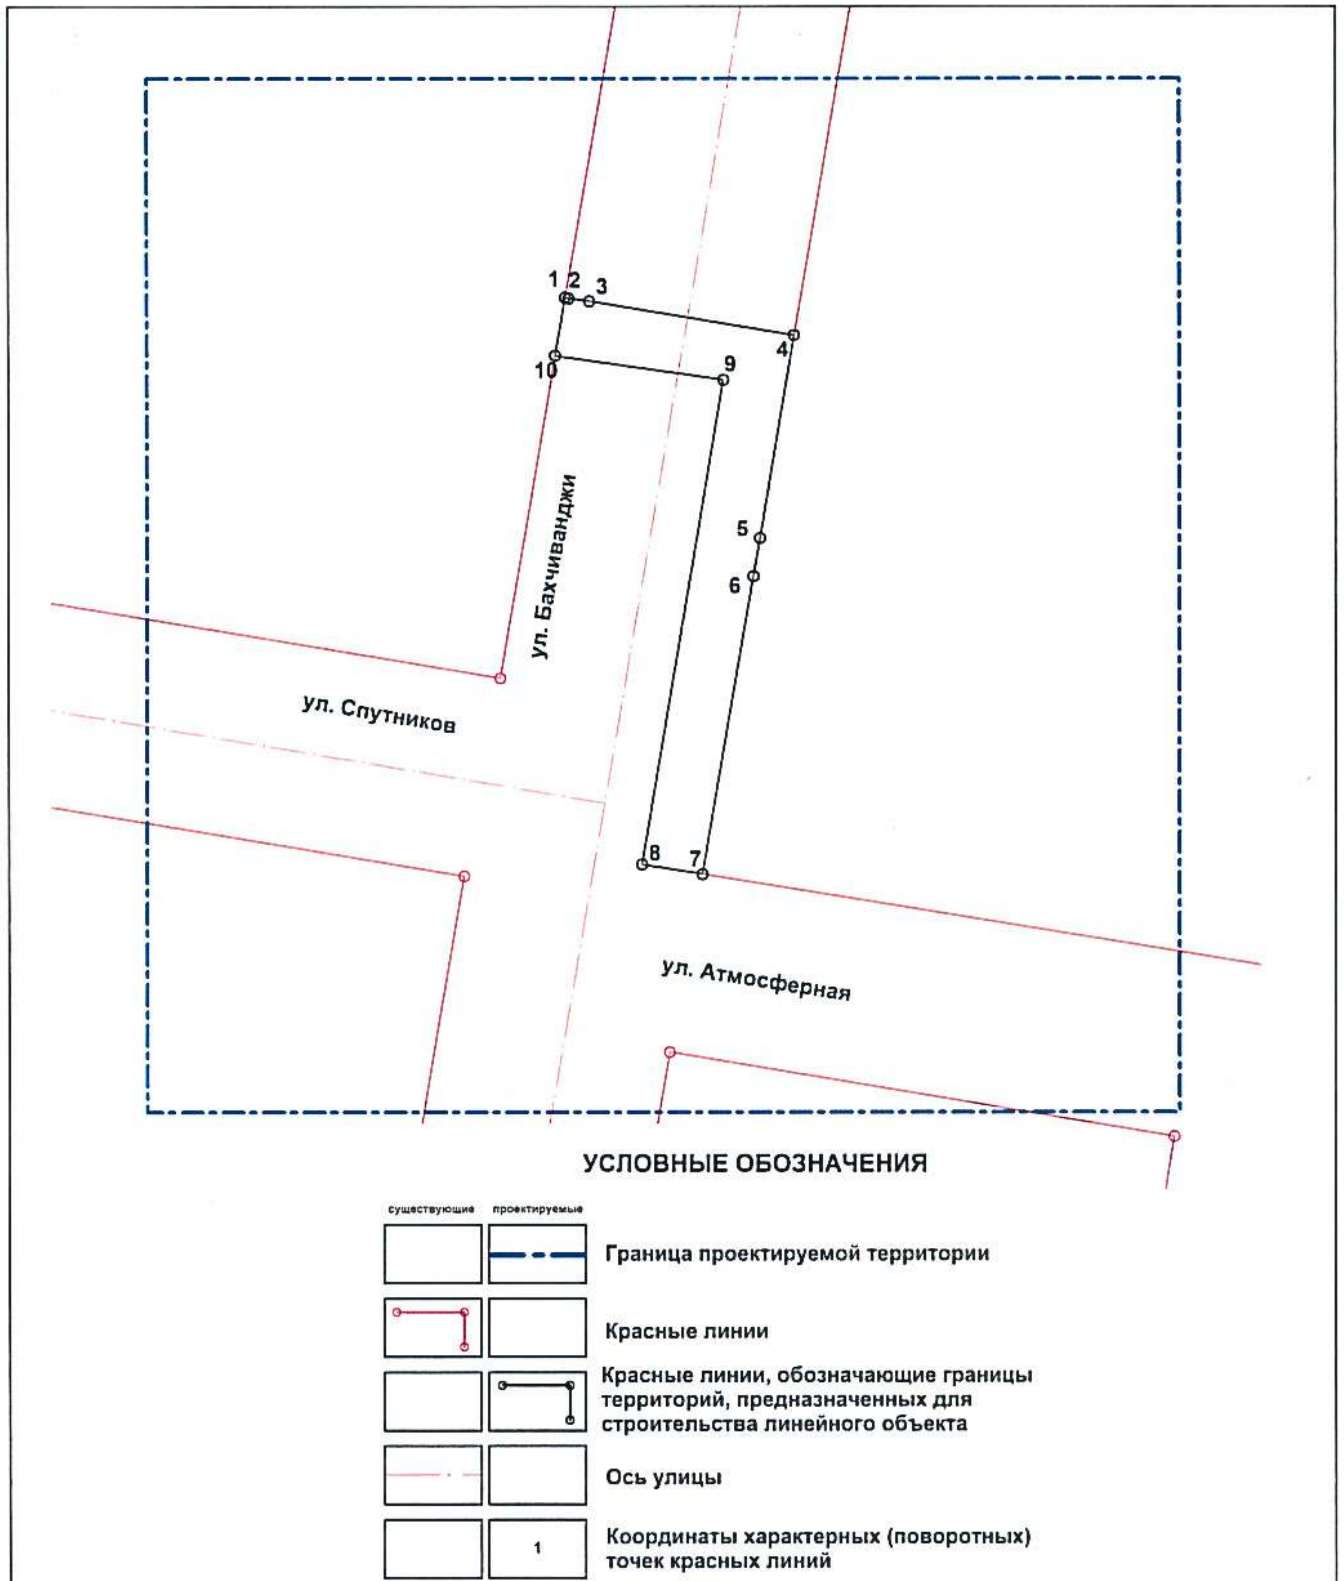 1
2
3
4
10
9
5
6
ул. Бахчиванджи
ул. Спутников
8
7
ул. Атмосферная
УСЛОВНЫЕ ОБОЗНАЧЕНИЯ
существующие
проектируемые
Граница проектируемой территории
Красные линии
Красные линии, обозначающие границы
территорий, предназначенных для
строительства линейного объекта
Ось улицы
1
Координаты характерных (поворотных)
точек красных линий